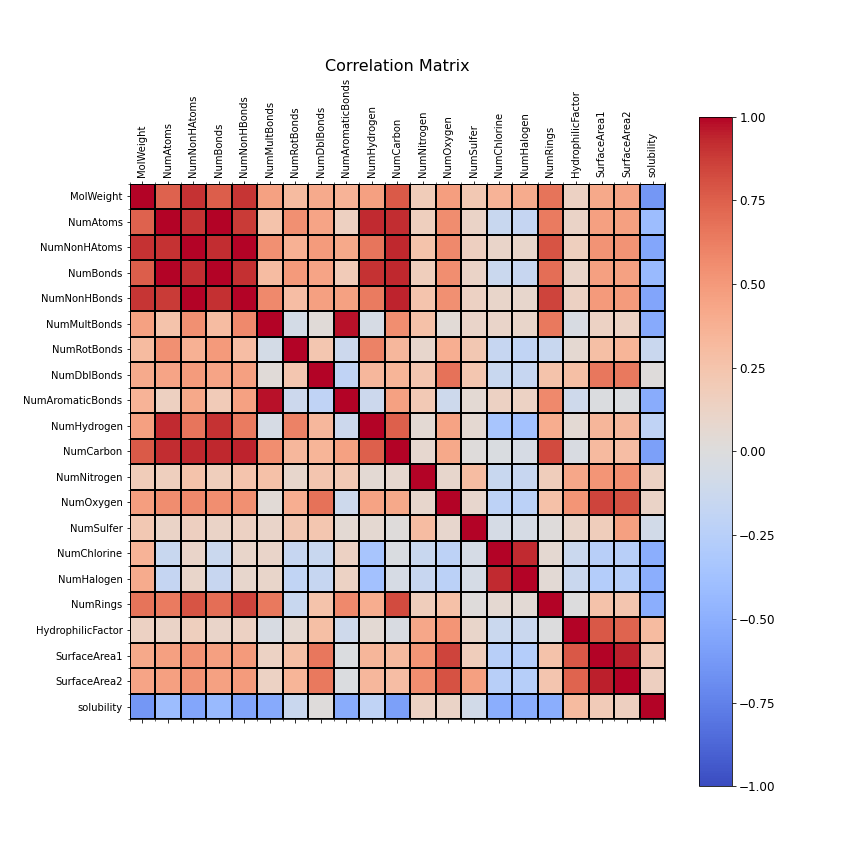 Correlation Matrix
MolWeight
NumAtoms
NumNonHAtoms
NumBonds
NumNonHBonds
NumMultBonds
NumRotBonds
NumDblBonds
NumAromaticBonds
NumHydrogen
NumCarbon
NumNitrogen
NumOxygen
NumSulfer
NumChlorine
NumHalogen
NumRings
HydrophilicFactor
SurfaceArea1
SurfaceArea2
solubility
MolWeight
NumAtoms
NumNonHAtoms
NumBonds
NumNonHBonds
NumMultBonds
NumRotBonds
NumDblBonds
NumAromaticBonds
NumHydrogen
NumCarbon
NumNitrogen
NumOxygen
NumSulfer
NumChlorine
NumHalogen
NumRings
HydrophilicFactor
SurfaceArea1
SurfaceArea2
solubility
1.00
0.75
0.50
0.25
0.00
−0.25
−0.50
−0.75
−1.00